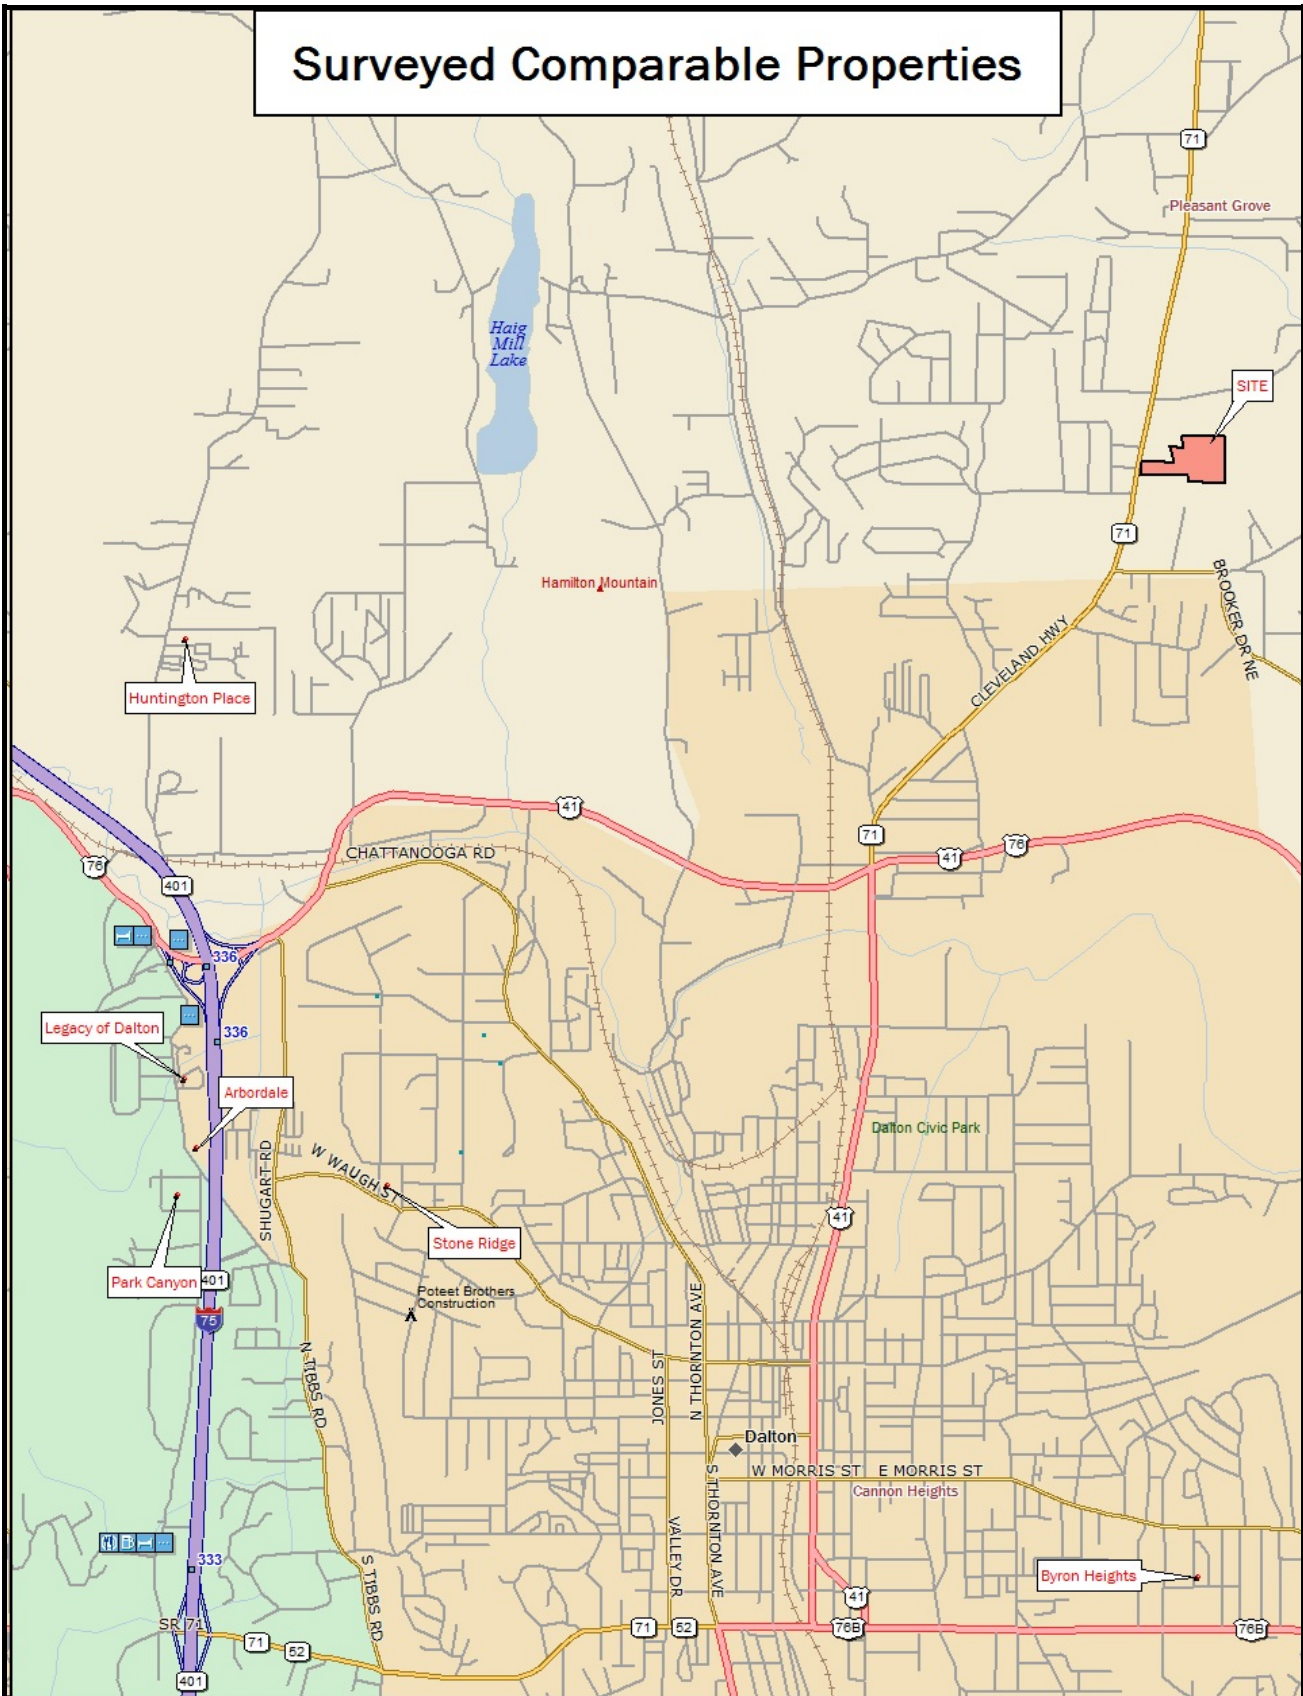 Surveyed Comparable Properties
71
Pleasant Grove
Haig
Mill
Lake
SITE
71
BROOKER DR NE
Hamilton Mountain
CLEVELAND HWY
Huntington Place
41
71
76
41
CHATTANOOGA RD
76
401
336
Legacy of Dalton
336
Arbordale
Dalton Civic Park
W WAUGH ST
SHUGART RD
41
Stone Ridge
Park Canyon
401
Poteet Brothers
Construction
75
N THORNTON AVE
N TIBBS RD
JONES ST
Dalton
W MORRIS ST
E MORRIS ST
Cannon Heights
S THORNTON AVE
VALLEY DR
333
S TIBBS RD
Byron Heights
41
SR 71
71
52
71
52
76B
76B
401